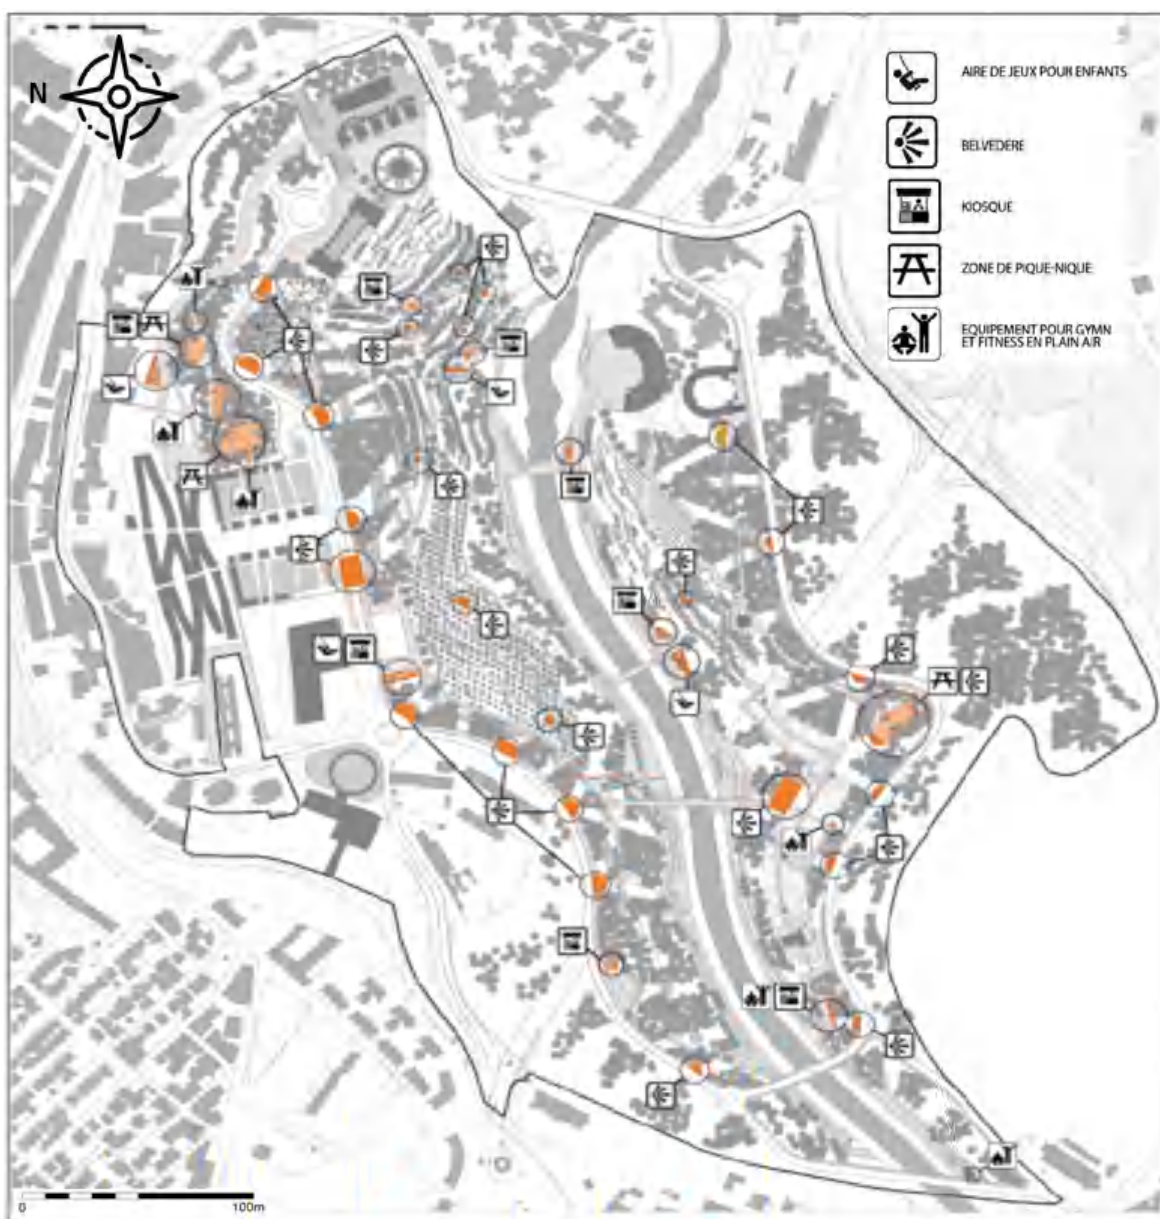 N
AIRE DE JEUX POUR ENFANTS
BELVEDERE
KIOSQUE
ZONE DE PIQUE-NIQUE
EQUIPEMENT POUR GYMN
ET FITNESS EN PLAIN AIR
0 100m